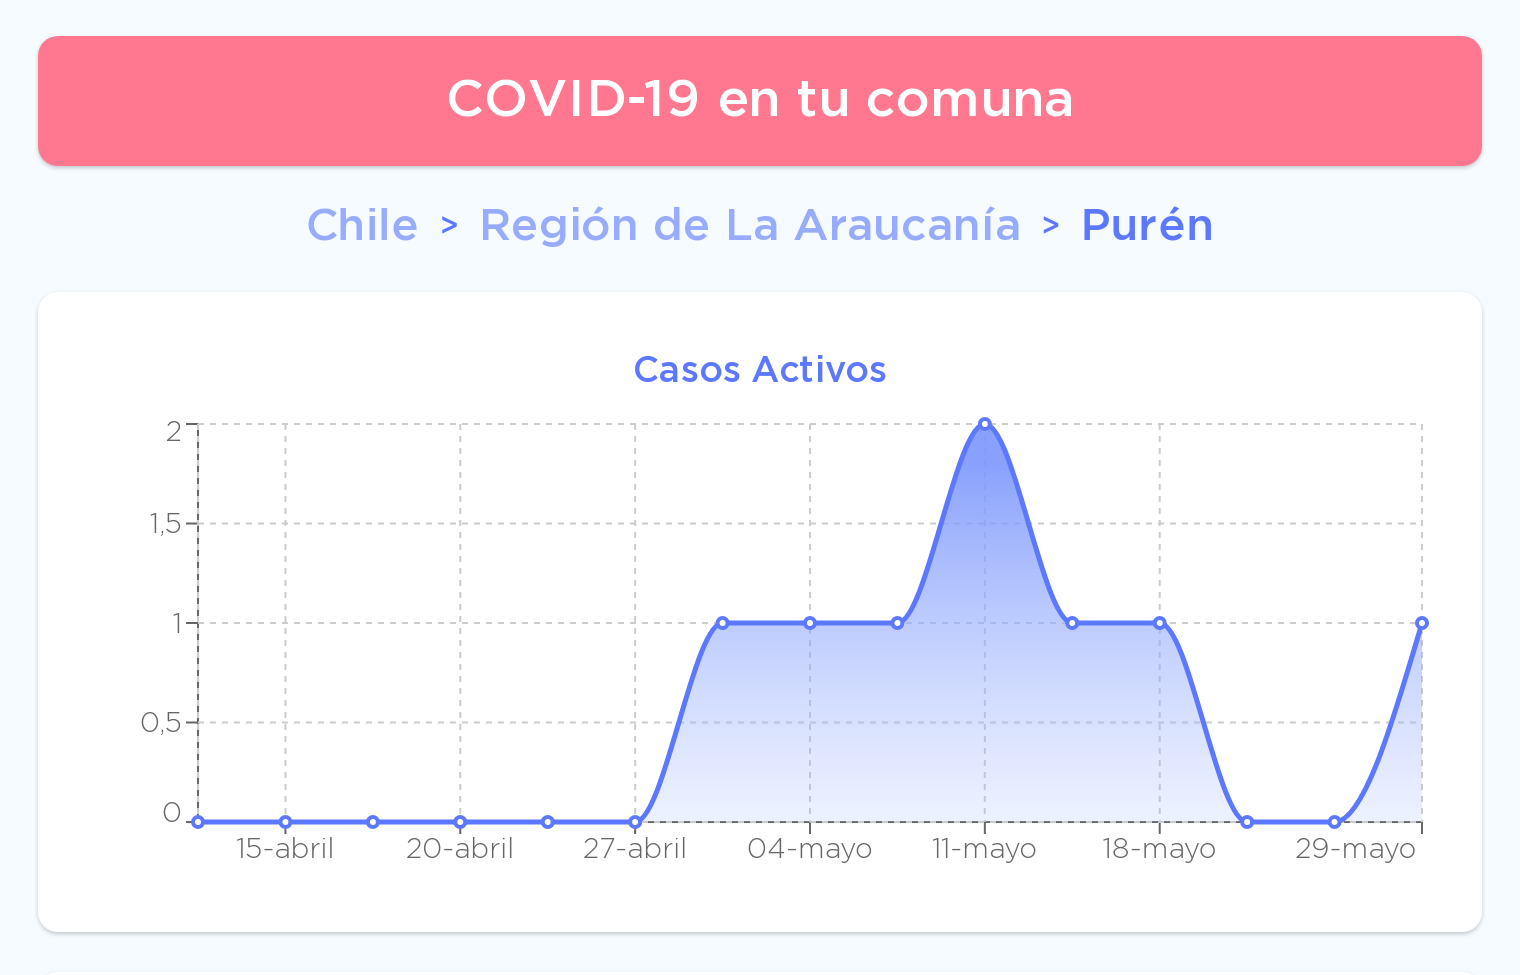 COVID-19 en tu comuna
Chile > Región de La Araucanía > Purén
Casos Activos
2
1,5
1
0,5
0
15-abril 20-abril 27-abril 04-mayo 11-mayo 18-mayo 29-mayo